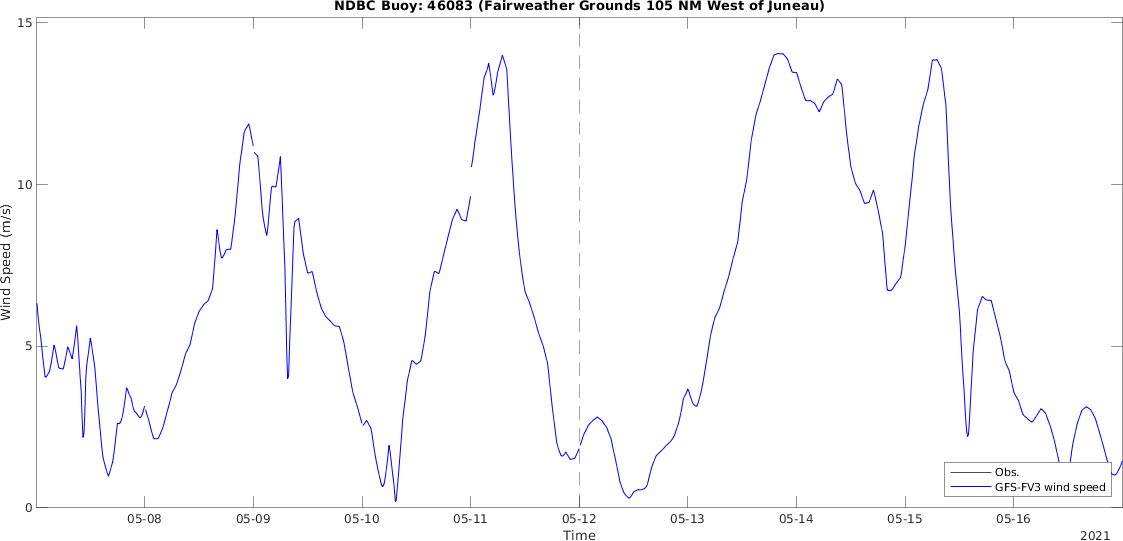 NDBC Buoy: 46083 (Fairweather Grounds 105 NM West of Juneau)
15
10
5
0
Wind Speed (m/s)
05-08
05-09
05-10
05-11
05-12
05-13
05-14
05-15
05-16
Time
2021
Obs.
GFS-FV3 wind speed